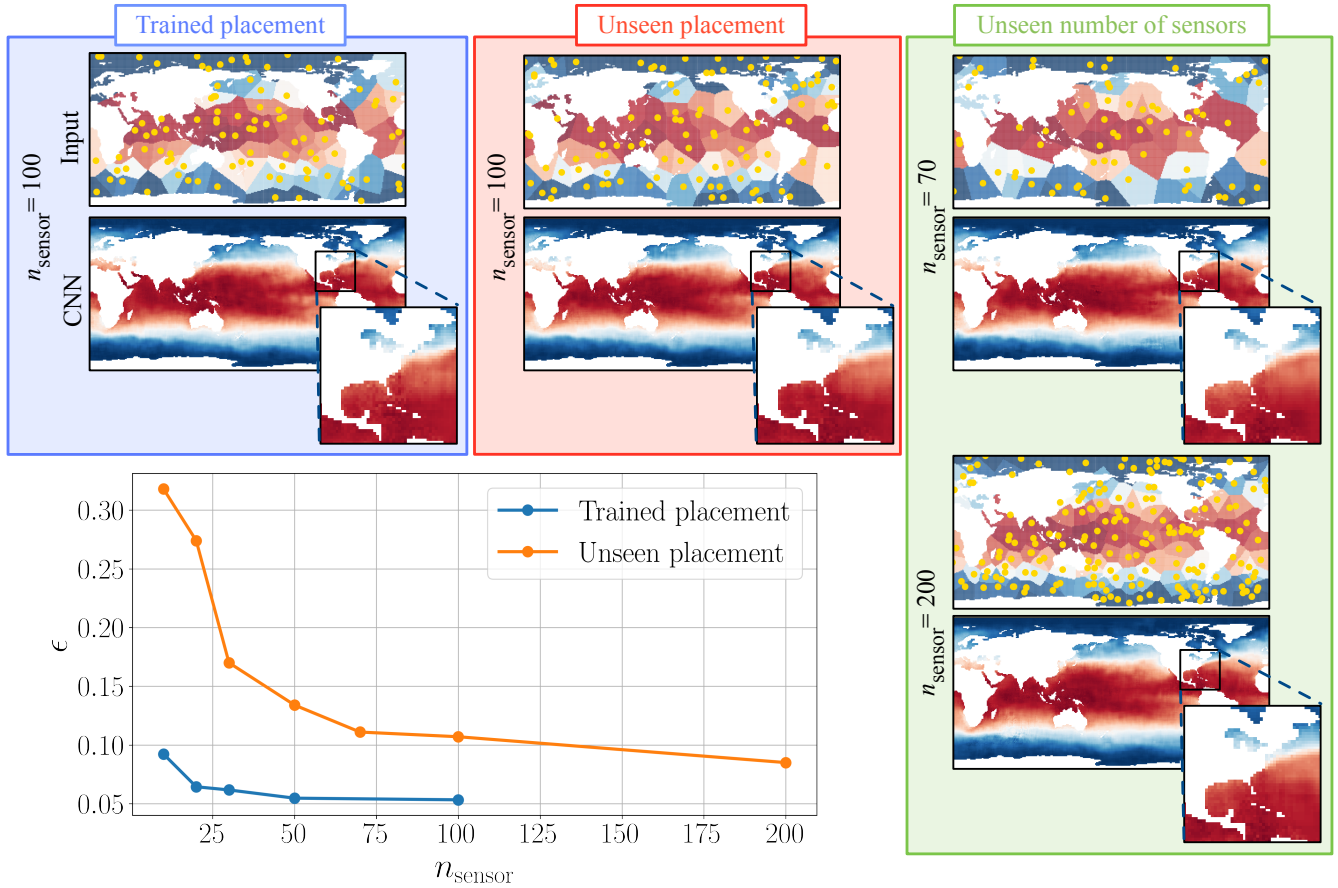 Trained placement
Unseen placement
Unseen number of sensors
n_sensor = 100
Input
CNN
n_sensor = 100
n_sensor = 70
n_sensor = 200
Trained placement
Unseen placement
0.30
0.25
0.20
0.15
0.10
0.05
ϵ
25 50 75 100 125 150 175 200
n_sensor